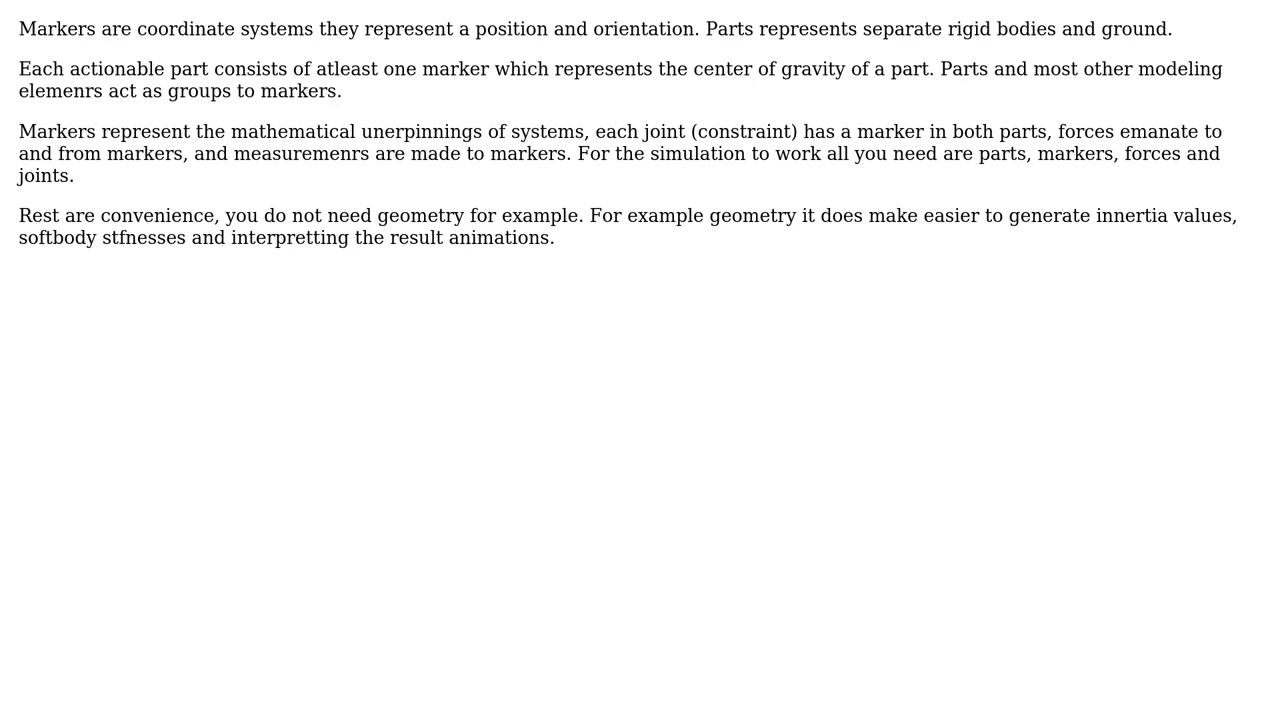 Markers are coordinate systems they represent a position and orientation. Parts represents separate rigid bodies and ground.
Each actionable part consists of atleast one marker which represents the center of gravity of a part. Parts and most other modeling
elemenrs act as groups to markers.
Markers represent the mathematical unerpinnings of systems, each joint (constraint) has a marker in both parts, forces emanate to
and from markers, and measuremenrs are made to markers. For the simulation to work all you need are parts, markers, forces and
joints.
Rest are convenience, you do not need geometry for example. For example geometry it does make easier to generate innertia values,
softbody stfnesses and interpretting the result animations.